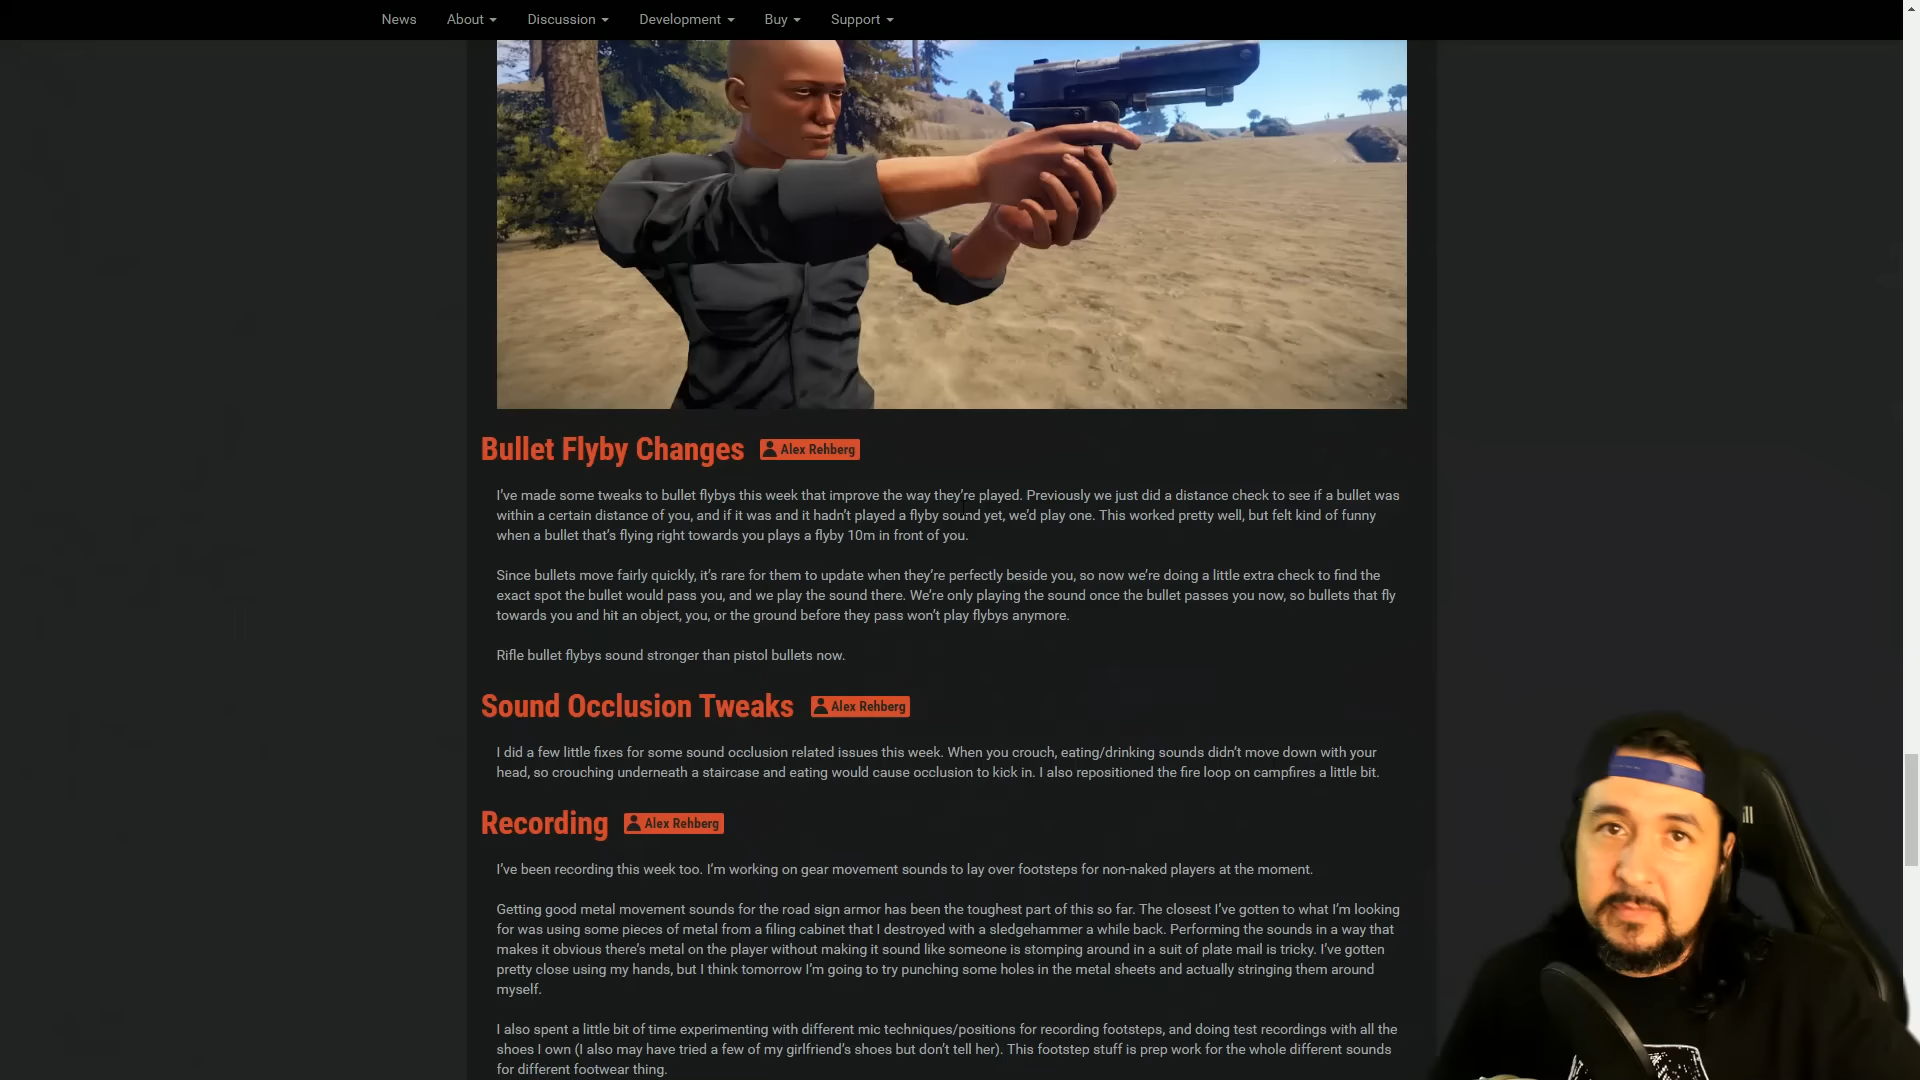 News About Discussion Development Buy Support
Bullet Flyby Changes Alex Rehberg
I've made some tweaks to bullet flybys this week that improve the way they're played. Previously we just did a distance check to see if a bullet was
within a certain distance of you, and if it was and it hadn't played a flyby sound yet, we'd play one. This worked pretty well, but felt kind of funny
when a bullet that's flying right towards you plays a flyby 10m in front of you.
Since bullets move fairly quickly, it's rare for them to update when they're perfectly beside you, so now we're doing a little extra check to find the
exact spot the bullet would pass you, and we play the sound there. We're only playing the sound once the bullet passes you now, so bullets that fly
towards you and hit an object, you, or the ground before they pass won't play flybys anymore.
Rifle bullet flybys sound stronger than pistol bullets now.
Sound Occlusion Tweaks Alex Rehberg
I did a few little fixes for some sound occlusion related issues this week. When you crouch, eating/drinking sounds didn't move down with your
head, so crouching underneath a staircase and eating would cause occlusion to kick in. I also repositioned the fire loop on campfires a little bit.
Recording Alex Rehberg
I've been recording this week too. I'm working on gear movement sounds to lay over footsteps for non-naked players at the moment.
Getting good metal movement sounds for the road sign armor has been the toughest part of this so far. The closest I've gotten to what I'm looking
for was using some pieces of metal from a filing cabinet that I destroyed with a sledgehammer a while back. Performing the sounds in a way that
makes it obvious there's metal on the player without making it sound like someone is stomping around in a suit of plate mail is tricky. I've gotten
pretty close using my hands, but I think tomorrow I'm going to try punching some holes in the metal sheets and actually stringing them around
myself.
I also spent a little bit of time experimenting with different mic techniques/positions for recording footsteps, and doing test recordings with all the
shoes I own (I also may have tried a few of my girlfriend's shoes but don't tell her). This footstep stuff is prep work for the whole different sounds
for different footwear thing.